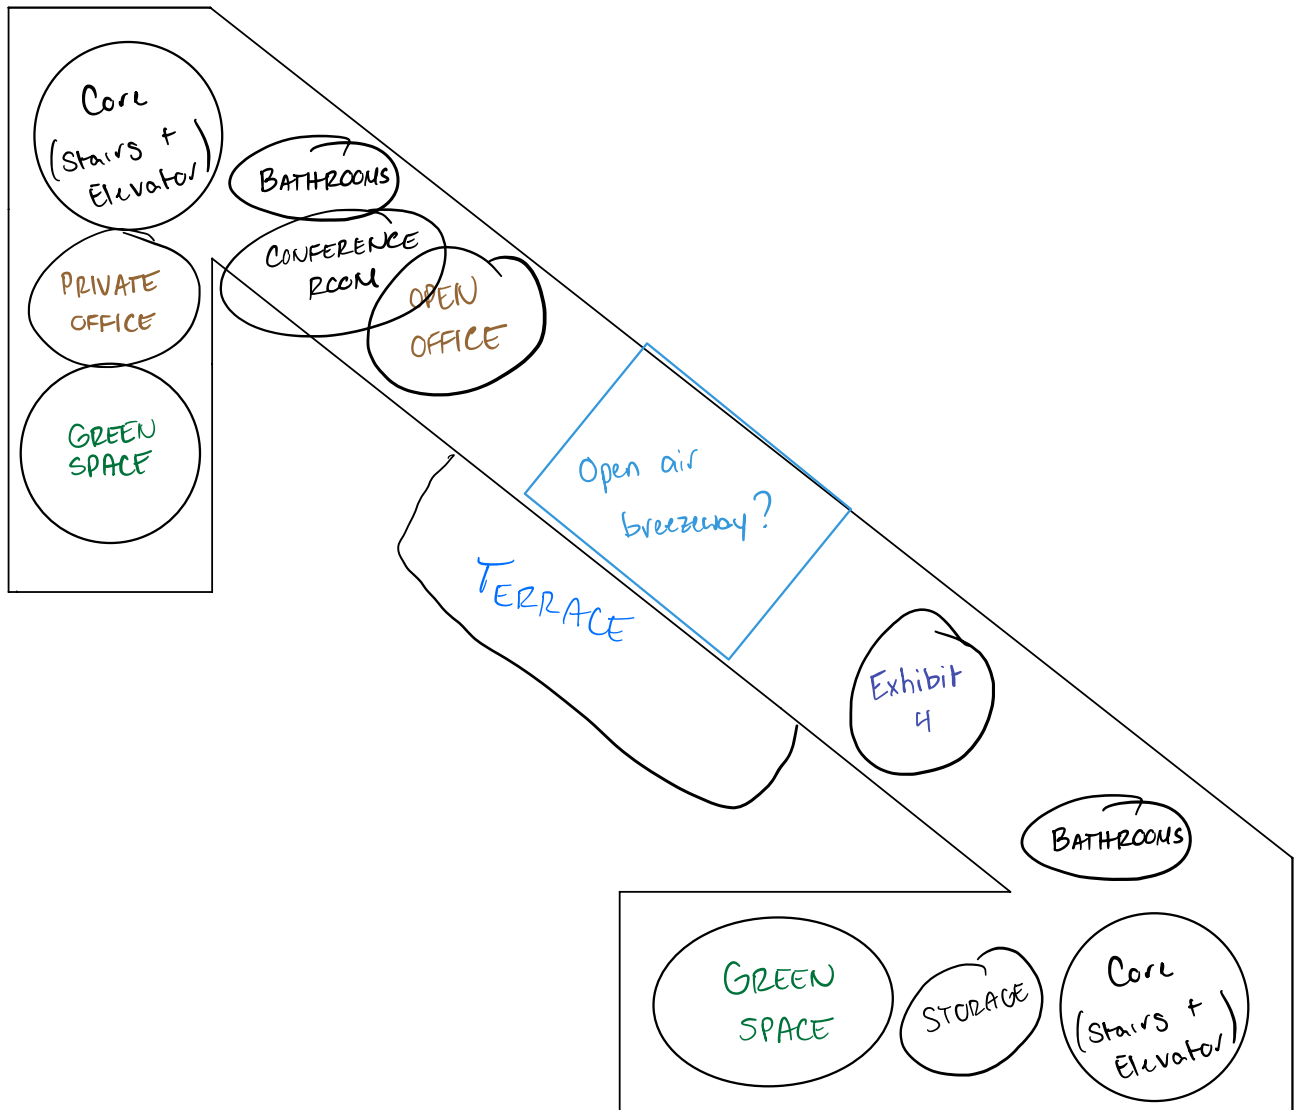 Core
(Stairs +
Elevator)
BATHROOMS
CONFERENCE
ROOM
PRIVATE
OFFICE
OPEN
OFFICE
GREEN
SPACE
Open air
breezeway?
TERRACE
Exhibit
4
BATHROOMS
GREEN
SPACE
STORAGE
Core
(Stairs +
Elevator)